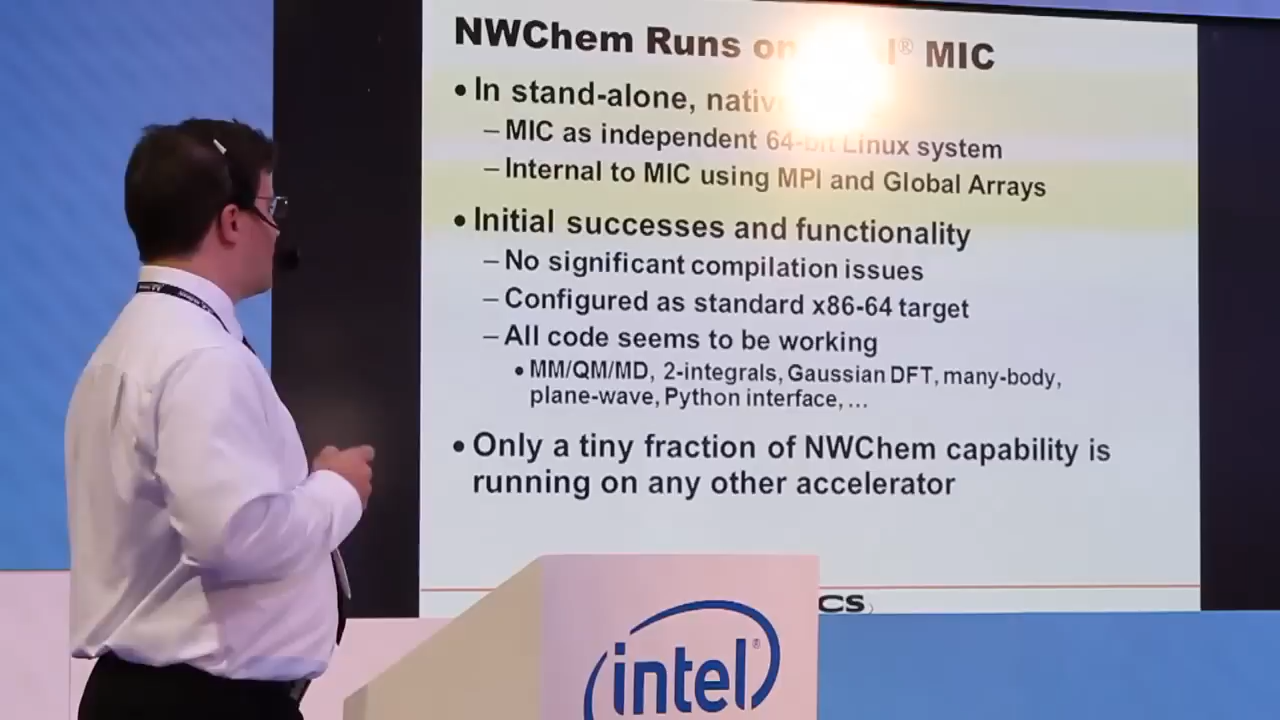 NWChem Runs on ® MIC
• In stand-alone,
– MIC as independent 64-bit Linux system
– Internal to MIC using MPI and Global Arrays
• Initial successes and functionality
– No significant compilation issues
– Configured as standard x86-64 target
– All code seems to be working
• MM/QM/MD, 2-integrals, Gaussian DFT, many-body,
plane-wave, Python interface, ...
• Only a tiny fraction of NWChem capability is
running on any other accelerator
CS
intel®